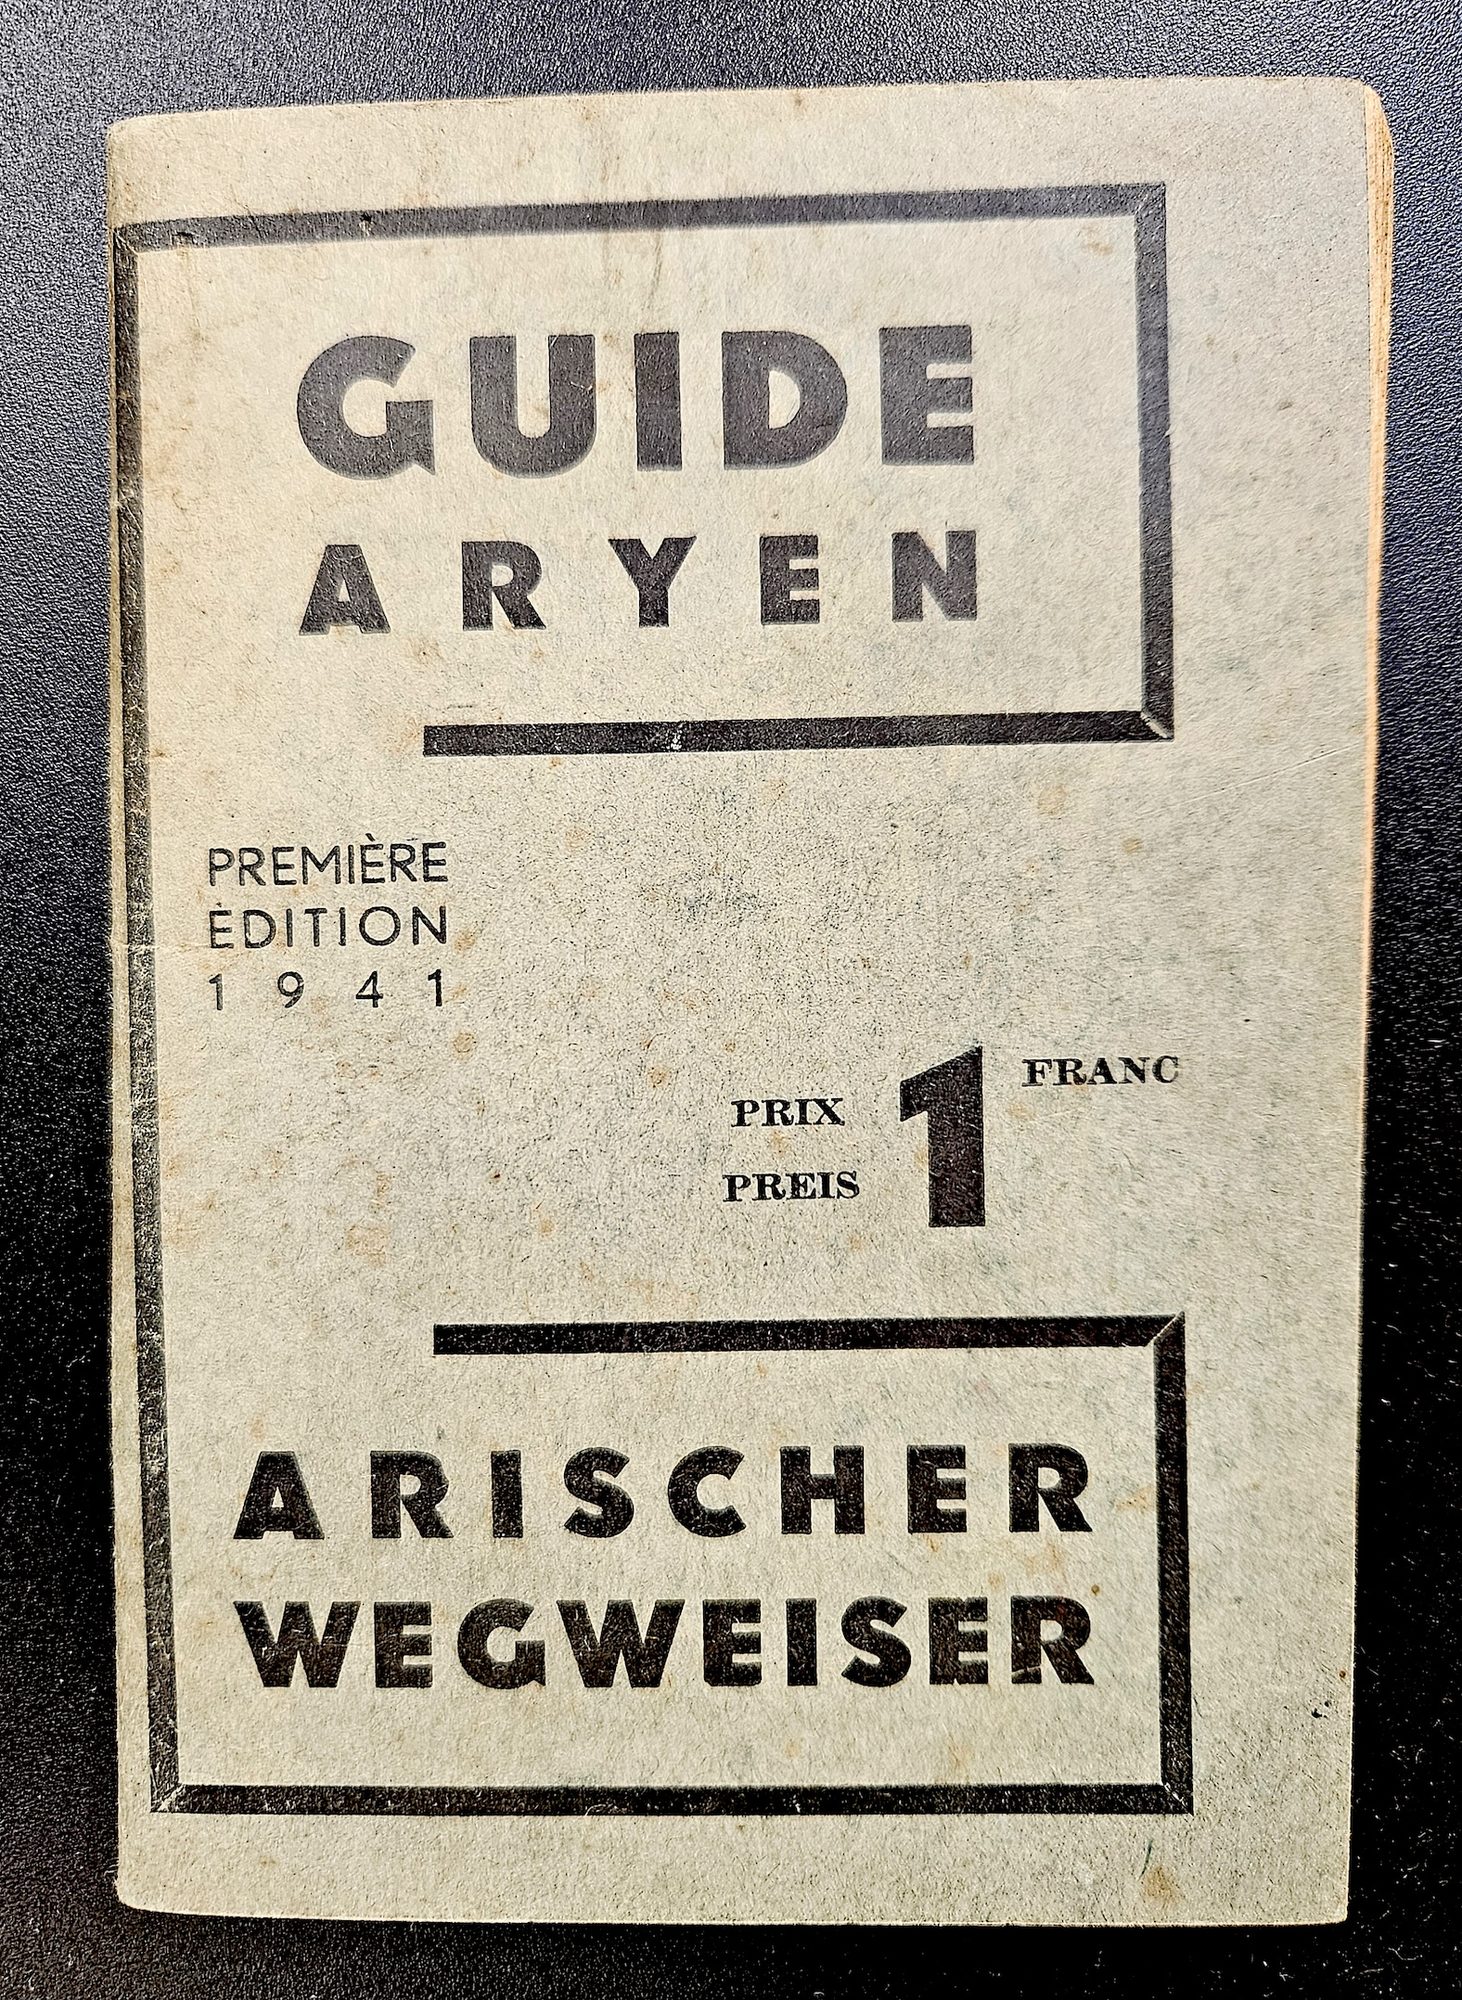 GUIDE
ARYEN
PREMIÈRE
ÉDITION
1941
PRIX 1 FRANC
PREIS
ARISCHER
WEGWEISER